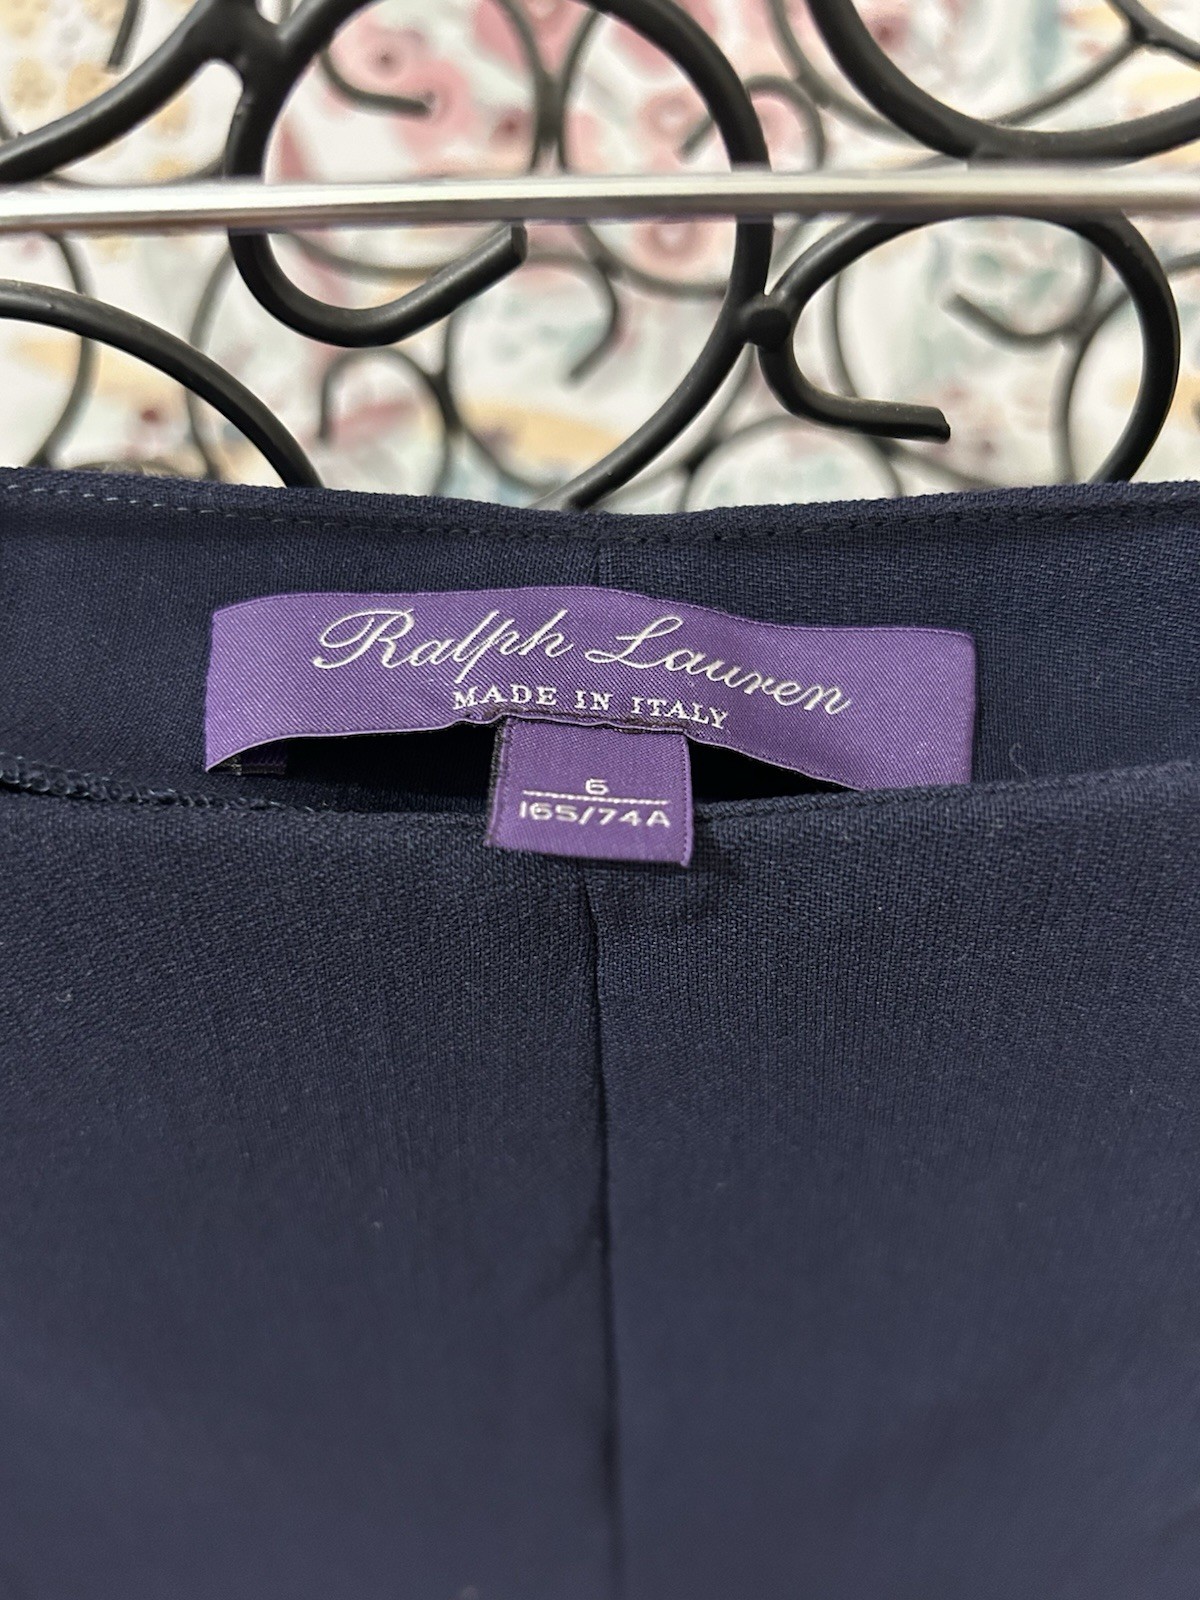 Ralph Lauren
MADE IN ITALY
6
165/74A